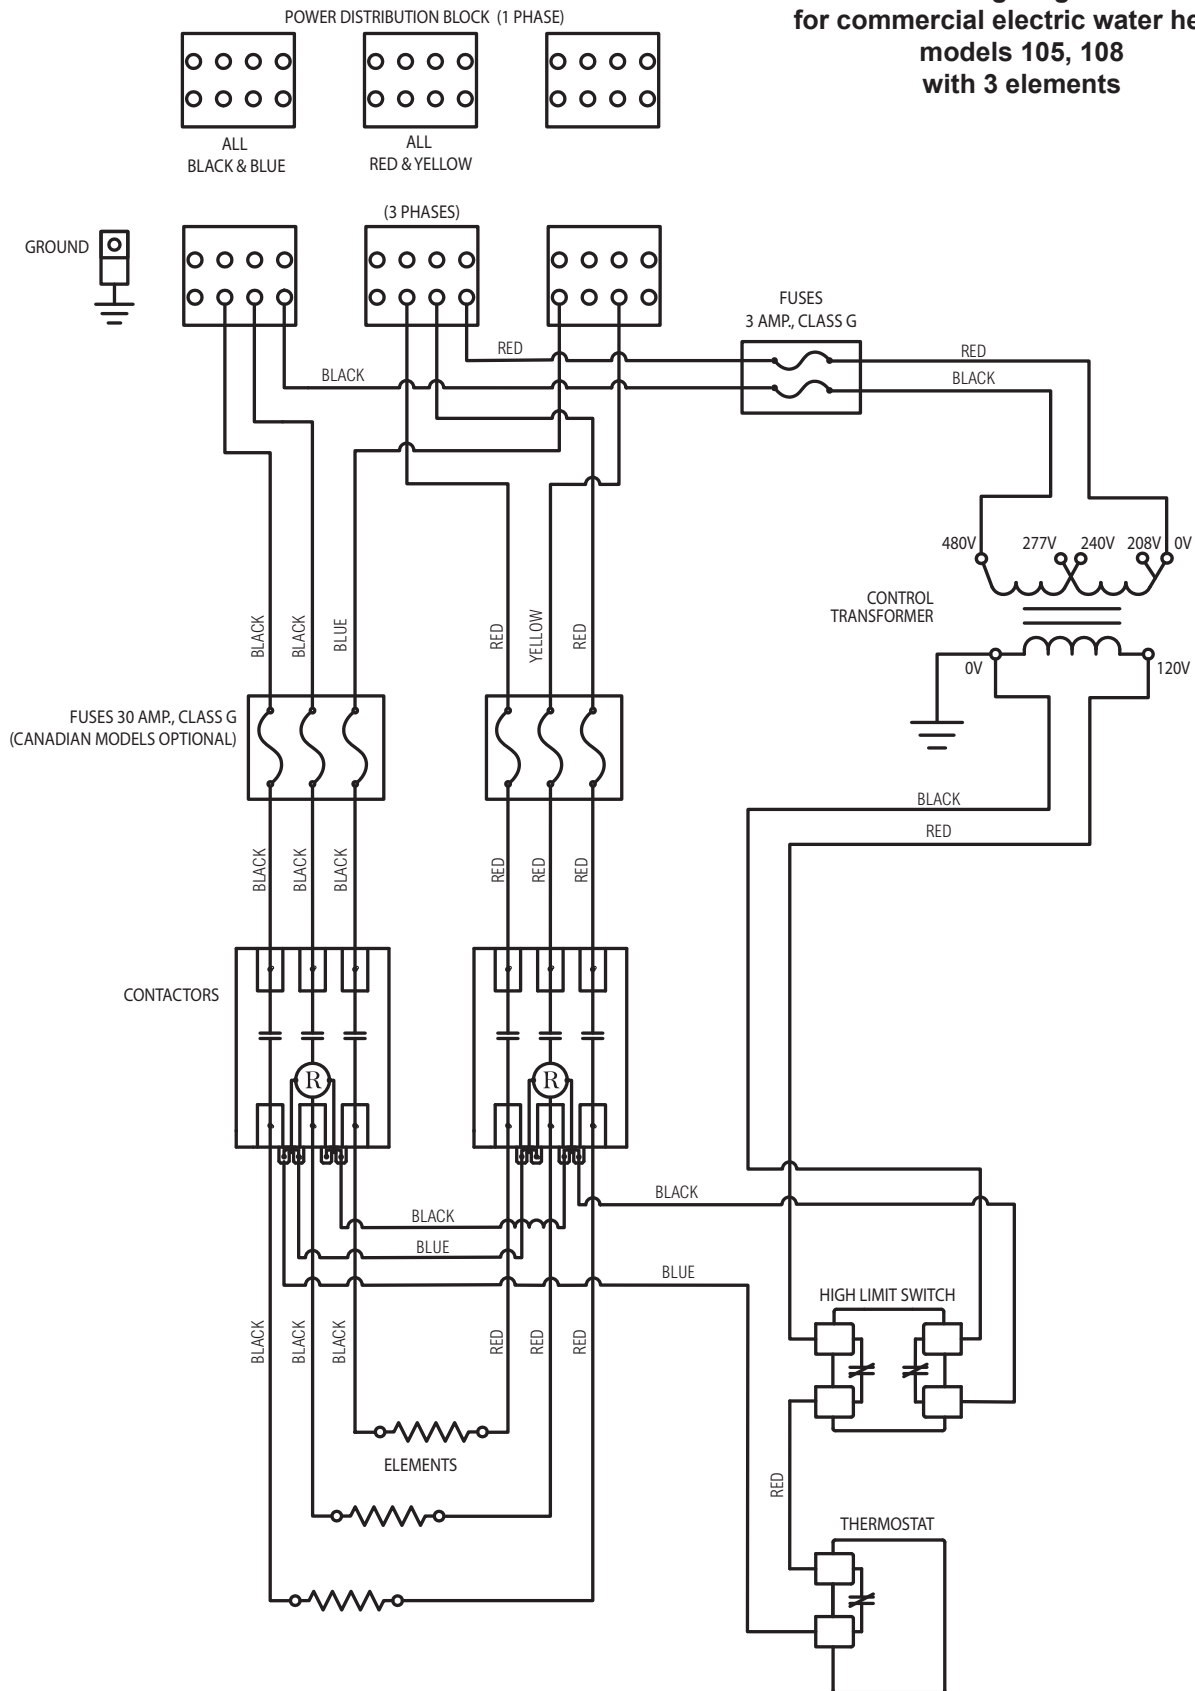 for commercial electric water he
models 105, 108
with 3 elements
POWER DISTRIBUTION BLOCK (1 PHASE)
ALL
BLACK & BLUE
ALL
RED & YELLOW
(3 PHASES)
GROUND
FUSES
3 AMP., CLASS G
RED
RED
BLACK
BLACK
480V
277V
240V
208V
0V
CONTROL
TRANSFORMER
0V
120V
BLACK
BLACK
BLUE
RED
YELLOW
RED
FUSES 30 AMP., CLASS G
(CANADIAN MODELS OPTIONAL)
BLACK
RED
BLACK
BLACK
BLACK
RED
RED
RED
CONTACTORS
R
R
BLACK
BLACK
BLUE
BLUE
HIGH LIMIT SWITCH
BLACK
BLACK
BLACK
RED
RED
RED
ELEMENTS
RED
THERMOSTAT